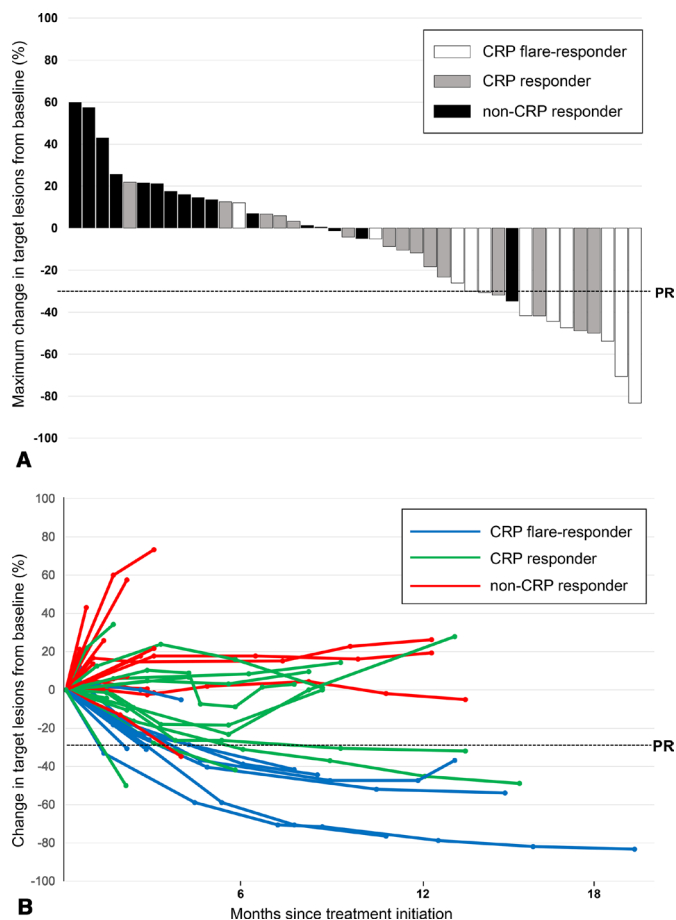 100
80
60
40
20
0
-20
-40
-60
-80
-100
Maximum change in target lesions from baseline (%)
CRP flare-responder
CRP responder
non-CRP responder
PR
A
100
80
60
40
20
0
-20
-40
-60
-80
-100
Change in target lesions from baseline (%)
CRP flare-responder
CRP responder
non-CRP responder
PR
6
12
18
B
Months since treatment initiation